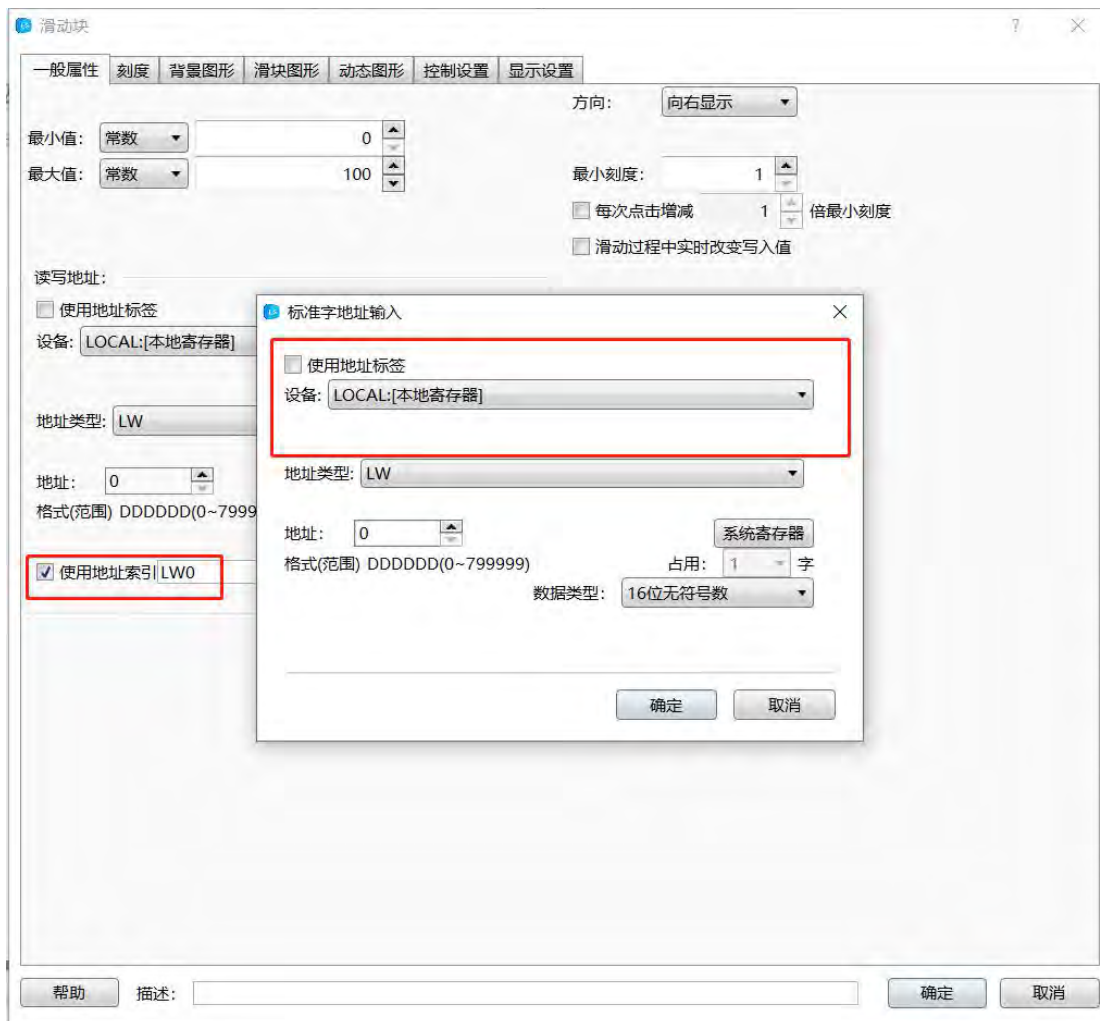 滑动块
一般属性 刻度 背景图形 滑块图形 动态图形 控制设置 显示设置
方向： 向右显示
最小值： 常数 0
最大值： 常数 100
最小刻度： 1
每次点击增减 1 倍最小刻度
滑动过程中实时改变写入值
读写地址：
使用地址标签
设备: LOCAL:[本地寄存器]
地址类型: LW
地址： 0
格式(范围) DDDDDD(0~7999
使用地址索引 LW0
标准字地址输入
使用地址标签
设备: LOCAL:[本地寄存器]
地址类型: LW
地址： 0 系统寄存器
格式(范围) DDDDDD(0~799999) 占用： 1 字
数据类型： 16位无符号数
确定 取消
帮助 描述： 确定 取消